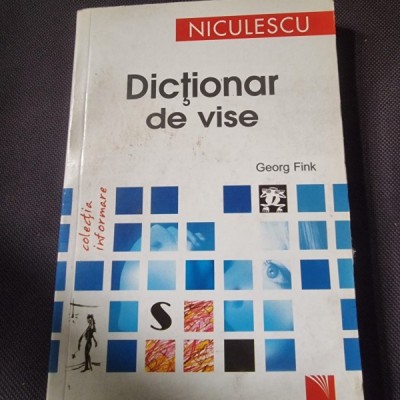 NICULESCU
Dicţionar
de vise
Georg Fink
colecţia
informare
S